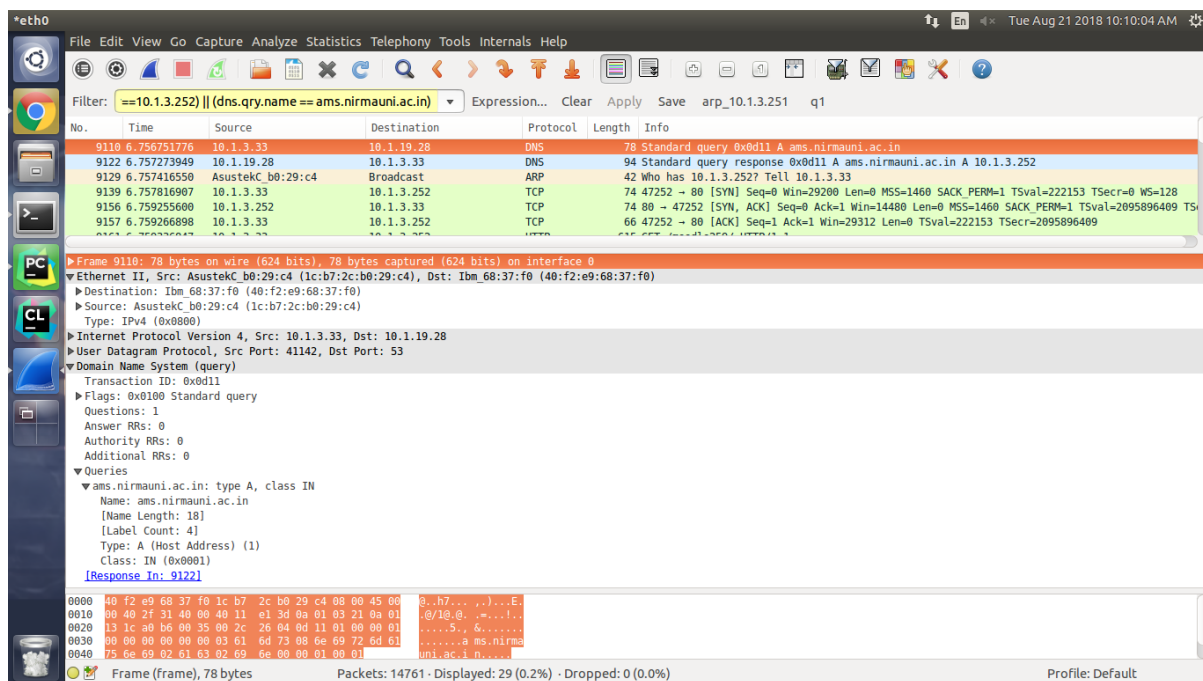 *eth0 En Tue Aug 21 2018 10:10:04 AM
File Edit View Go Capture Analyze Statistics Telephony Tools Internals Help
Filter: ==10.1.3.252) || (dns.qry.name == ams.nirmauni.ac.in) Expression... Clear Apply Save arp_10.1.3.251 q1
No. Time Source Destination Protocol Length Info
9110 6.756751776 10.1.3.33 10.1.19.28 DNS 78 Standard query 0x0d11 A ams.nirmauni.ac.in
9122 6.757273949 10.1.19.28 10.1.3.33 DNS 94 Standard query response 0x0d11 A ams.nirmauni.ac.in A 10.1.3.252
9129 6.757416550 AsustekC_b0:29:c4 Broadcast ARP 42 Who has 10.1.3.252? Tell 10.1.3.33
9139 6.757816907 10.1.3.33 10.1.3.252 TCP 74 47252 → 80 [SYN] Seq=0 Win=29200 Len=0 MSS=1460 SACK_PERM=1 TSval=222153 TSecr=0 WS=128
9156 6.759255600 10.1.3.252 10.1.3.33 TCP 74 80 → 47252 [SYN, ACK] Seq=0 Ack=1 Win=14480 Len=0 MSS=1460 SACK_PERM=1 TSval=2095896409 TS
9157 6.759266898 10.1.3.33 10.1.3.252 TCP 66 47252 → 80 [ACK] Seq=1 Ack=1 Win=29312 Len=0 TSval=222153 TSecr=2095896409
Frame 9110: 78 bytes on wire (624 bits), 78 bytes captured (624 bits) on interface 0
Ethernet II, Src: AsustekC_b0:29:c4 (1c:b7:2c:b0:29:c4), Dst: Ibm_68:37:f0 (40:f2:e9:68:37:f0)
Destination: Ibm_68:37:f0 (40:f2:e9:68:37:f0)
Source: AsustekC_b0:29:c4 (1c:b7:2c:b0:29:c4)
Type: IPv4 (0x0800)
Internet Protocol Version 4, Src: 10.1.3.33, Dst: 10.1.19.28
User Datagram Protocol, Src Port: 41142, Dst Port: 53
Domain Name System (query)
Transaction ID: 0x0d11
Flags: 0x0100 Standard query
Questions: 1
Answer RRs: 0
Authority RRs: 0
Additional RRs: 0
Queries
ams.nirmauni.ac.in: type A, class IN
Name: ams.nirmauni.ac.in
[Name Length: 18]
[Label Count: 4]
Type: A (Host Address) (1)
Class: IN (0x0001)
[Response In: 9122]
0000 40 f2 e9 68 37 f0 1c b7 2c b0 29 c4 08 00 45 00 @..h7... ,.)...E.
0010 00 40 2f 31 40 00 40 11 e1 3d 0a 01 03 21 0a 01 .@/1@.@. .=...!..
0020 13 1c a0 b6 00 35 00 2c 26 04 0d 11 01 00 00 01 .....5., &.......
0030 00 00 00 00 00 00 03 61 6d 73 08 6e 69 72 6d 61 .......a ms.nirma
0040 75 6e 69 02 61 63 02 69 6e 00 00 01 00 01 uni.ac.i n.....
Frame (frame), 78 bytes Packets: 14761 · Displayed: 29 (0.2%) · Dropped: 0 (0.0%) Profile: Default
PC
CL